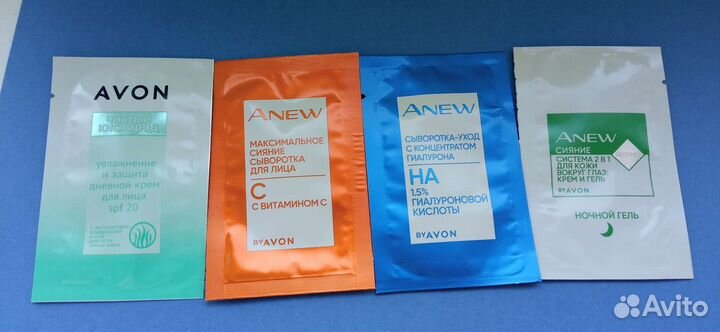 AVON
ЧИСТЫЙ
КИСЛОРОД
увлажнение
и защита
дневной крем
для лица
spf 20
ANEW
МАКСИМАЛЬНОЕ
СИЯНИЕ
СЫВОРОТКА
ДЛЯ ЛИЦА
C
С ВИТАМИНОМ С
BY AVON
ANEW
СЫВОРОТКА-УХОД
С КОНЦЕНТРАТОМ
ГИАЛУРОНА
HA
1.5%
ГИАЛУРОНОВОЙ
КИСЛОТЫ
BY AVON
ANEW
СИЯНИЕ
СИСТЕМА 2 В 1
ДЛЯ КОЖИ
ВОКРУГ ГЛАЗ:
КРЕМ И ГЕЛЬ
BY AVON
НОЧНОЙ ГЕЛЬ
Avito